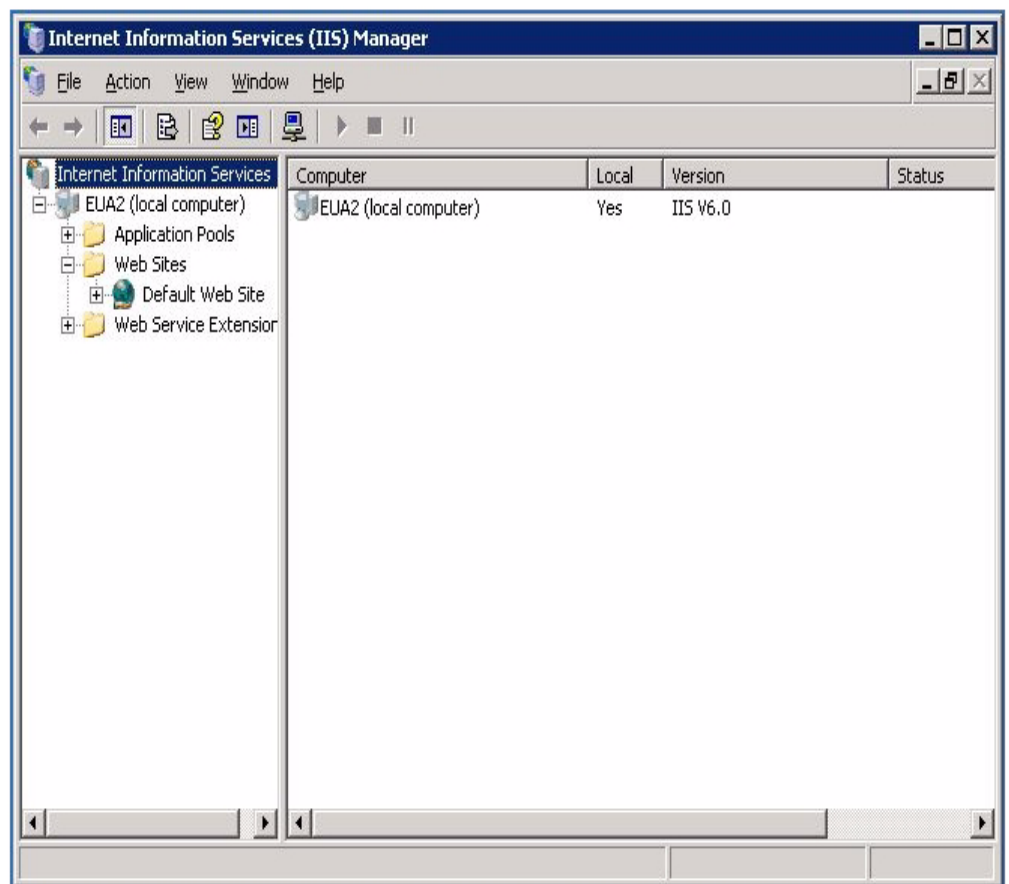 Internet Information Services (IIS) Manager
File Action View Window Help
Internet Information Services
EUA2 (local computer)
Application Pools
Web Sites
Default Web Site
Web Service Extension
Computer Local Version Status
EUA2 (local computer) Yes IIS V6.0